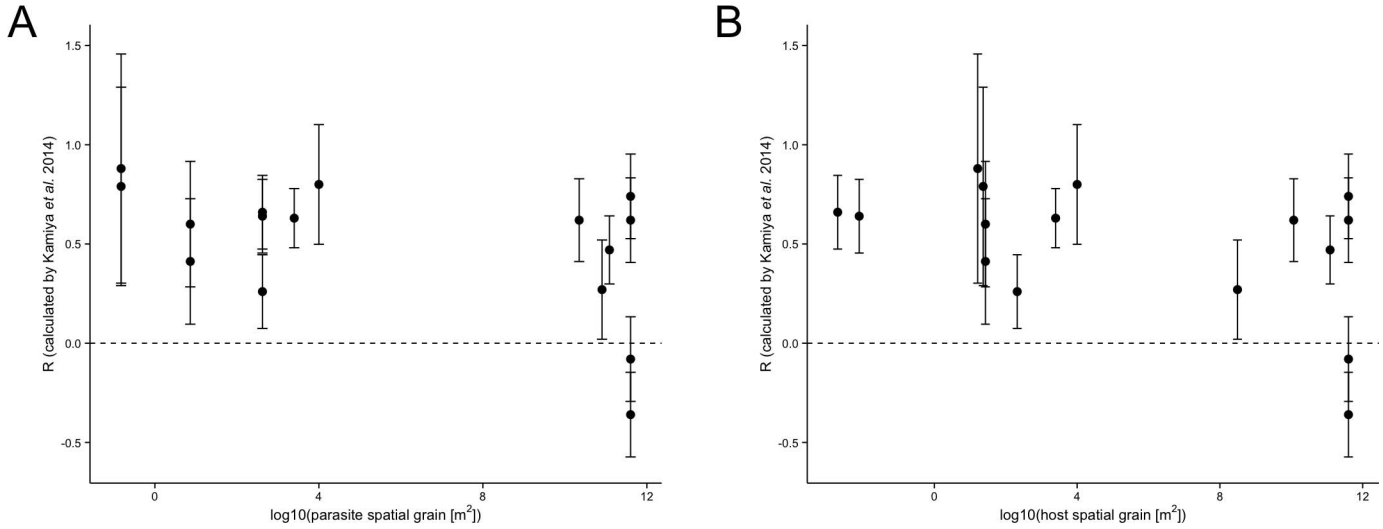 A
R (calculated by Kamiya et al. 2014)
1.5
1.0
0.5
0.0
-0.5
0 4 8 12
log10(parasite spatial grain [m²])
B
R (calculated by Kamiya et al. 2014)
1.5
1.0
0.5
0.0
-0.5
0 4 8 12
log10(host spatial grain [m²])